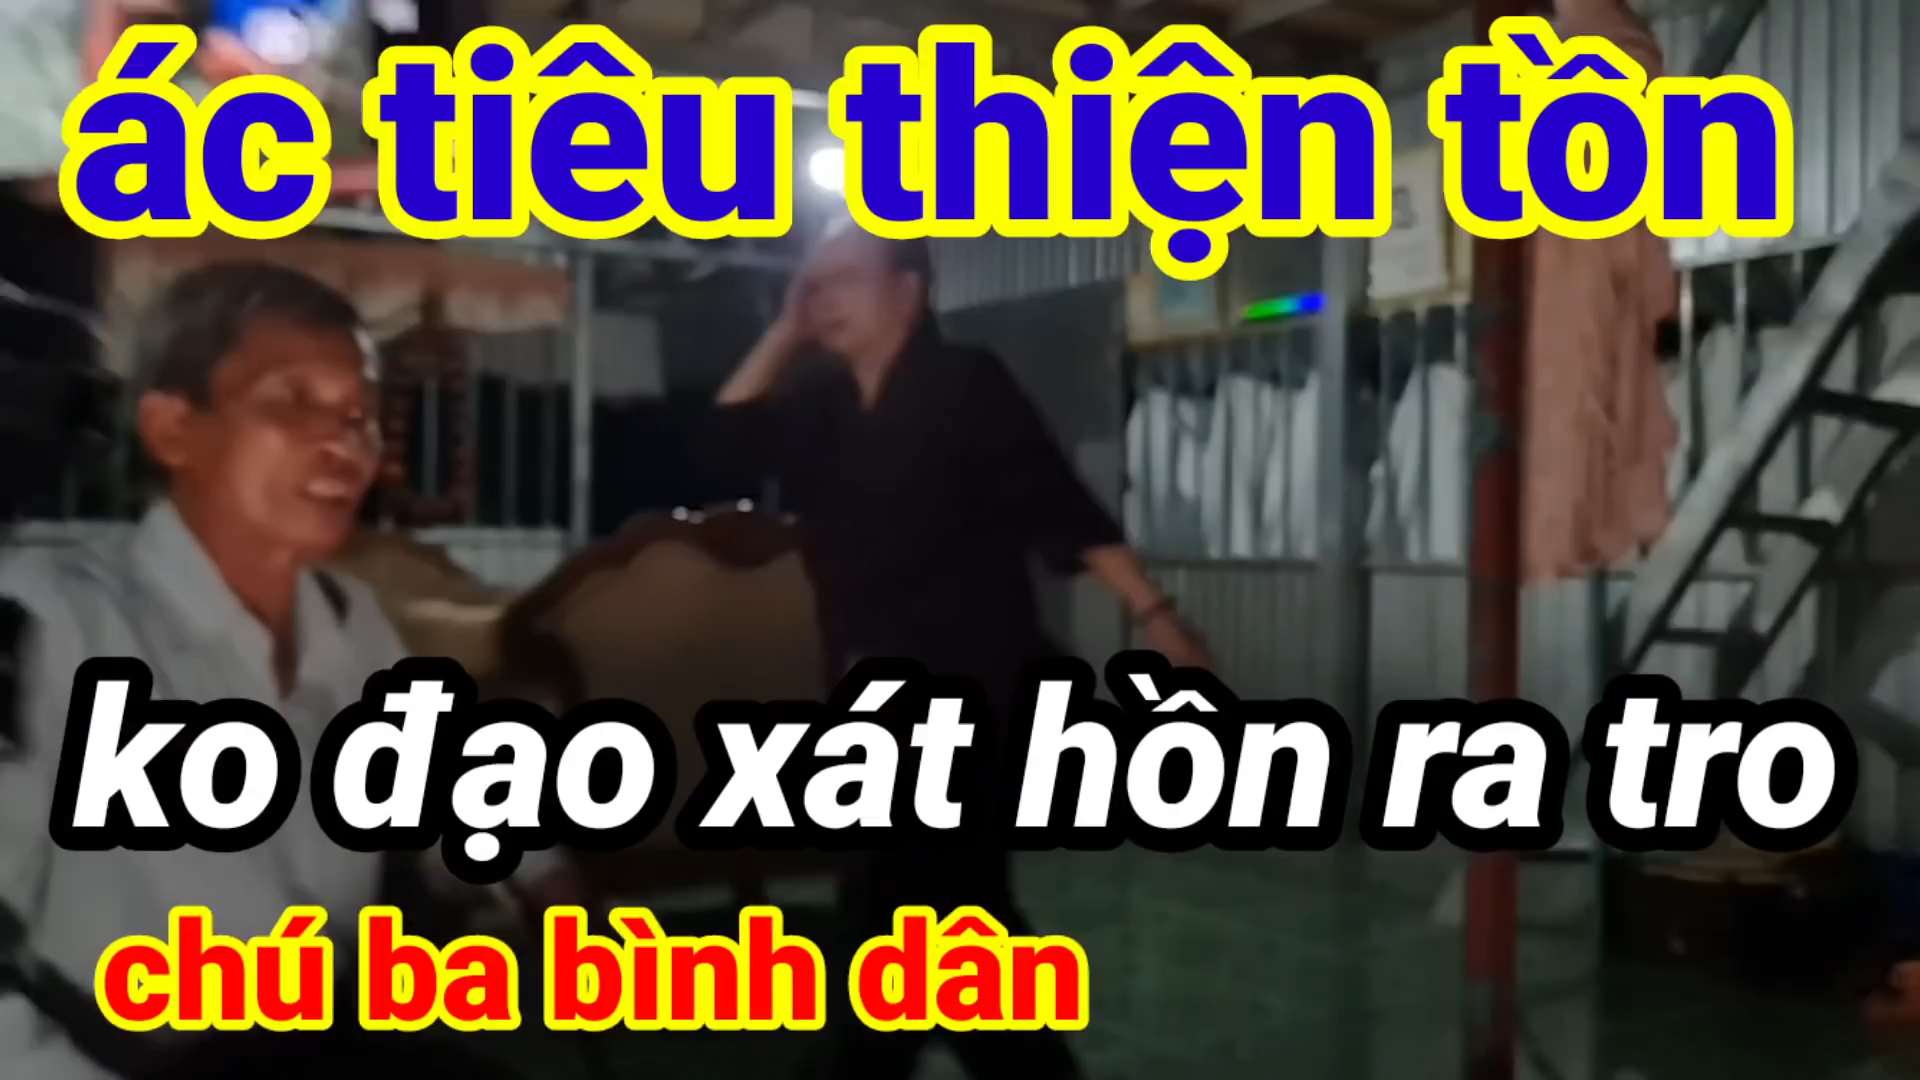 ác tiêu thiện tồn
ko đạo xát hồn ra tro
chú ba bình dân